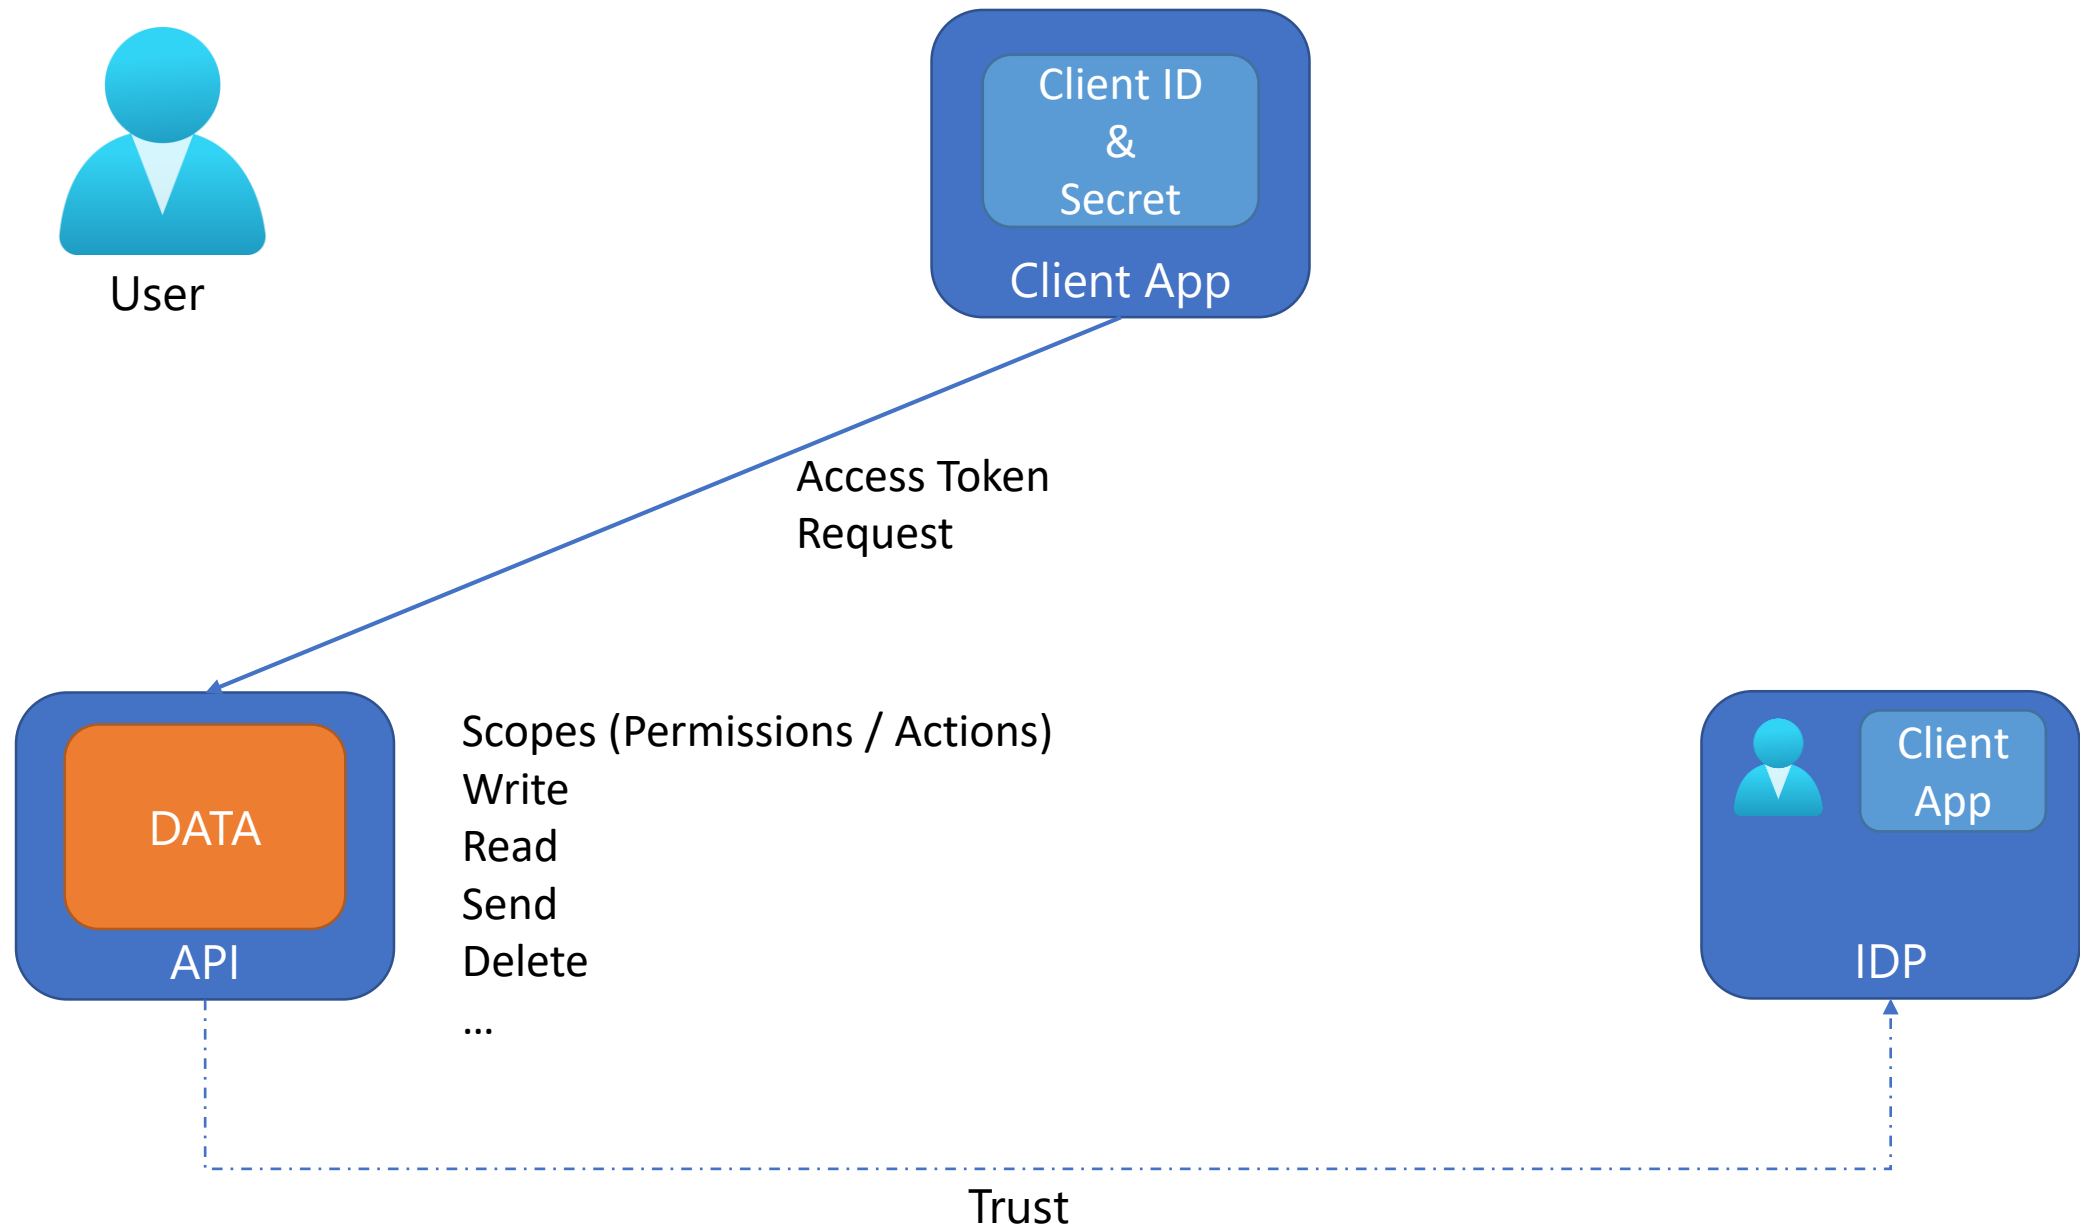 Client ID
&
Secret
Client App
User
Access Token
Request
Scopes (Permissions / Actions)
Write
Read
Send
Delete
...
DATA
API
Client
App
IDP
Trust